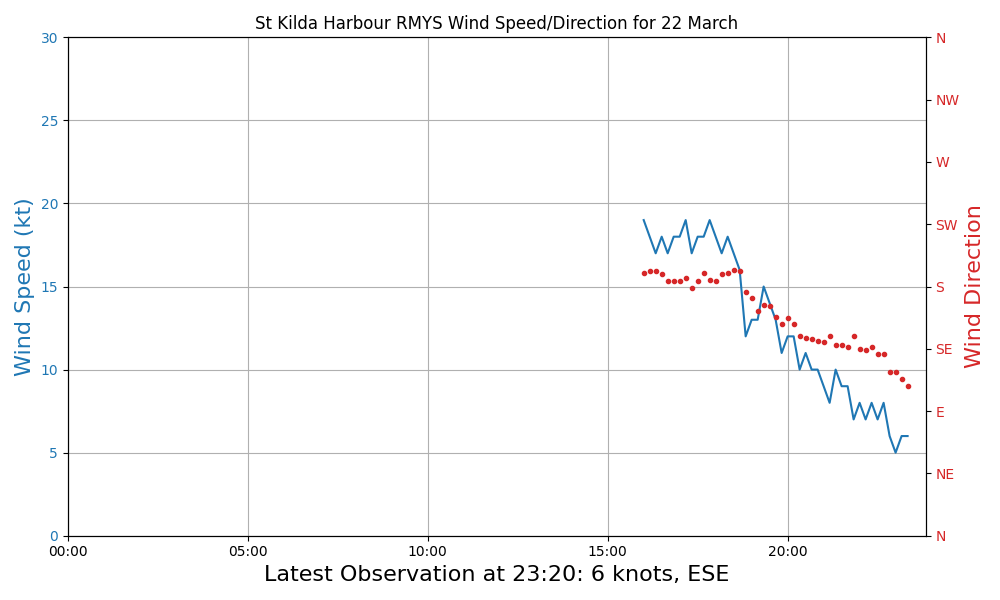 St Kilda Harbour RMYS Wind Speed/Direction for 22 March
30
25
20
15
10
5
0
Wind Speed (kt)
N
NW
W
SW
S
SE
E
NE
N
Wind Direction
00:00
05:00
10:00
15:00
20:00
Latest Observation at 23:20: 6 knots, ESE